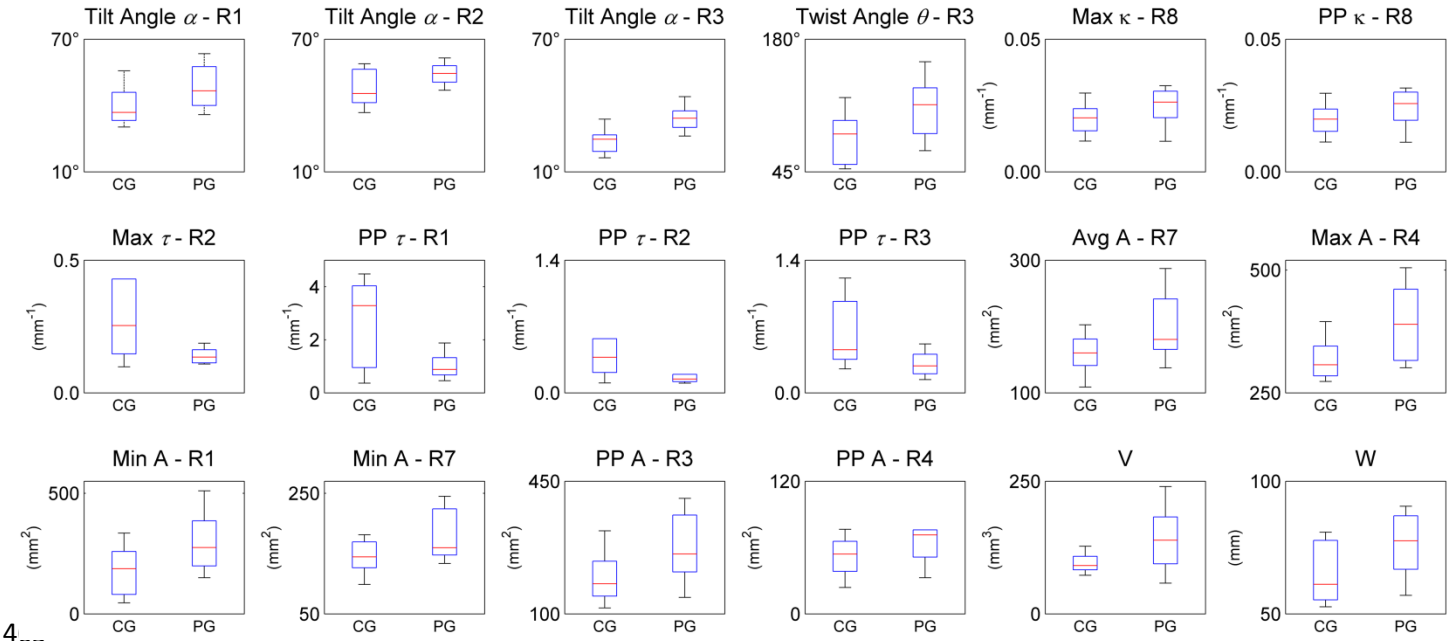 Tilt Angle α - R1 Tilt Angle α - R2 Tilt Angle α - R3 Twist Angle θ - R3 Max κ - R8 PP κ - R8
70° 70° 70° 180° 0.05 0.05
(mm⁻¹) (mm⁻¹)
10° 10° 10° 45° 0.00 0.00
CG PG CG PG CG PG CG PG CG PG CG PG
Max τ - R2 PP τ - R1 PP τ - R2 PP τ - R3 Avg A - R7 Max A - R4
0.5 4 1.4 1.4 300 500
(mm⁻¹) (mm⁻¹) 2 (mm⁻¹) (mm⁻¹) (mm²) (mm²)
0.0 0 0.0 0.0 100 250
CG PG CG PG CG PG CG PG CG PG CG PG
Min A - R1 Min A - R7 PP A - R3 PP A - R4 V W
500 250 450 120 250 100
(mm²) (mm²) (mm²) (mm²) (mm³) (mm)
0 50 100 0 0 50
CG PG CG PG CG PG CG PG CG PG CG PG
4